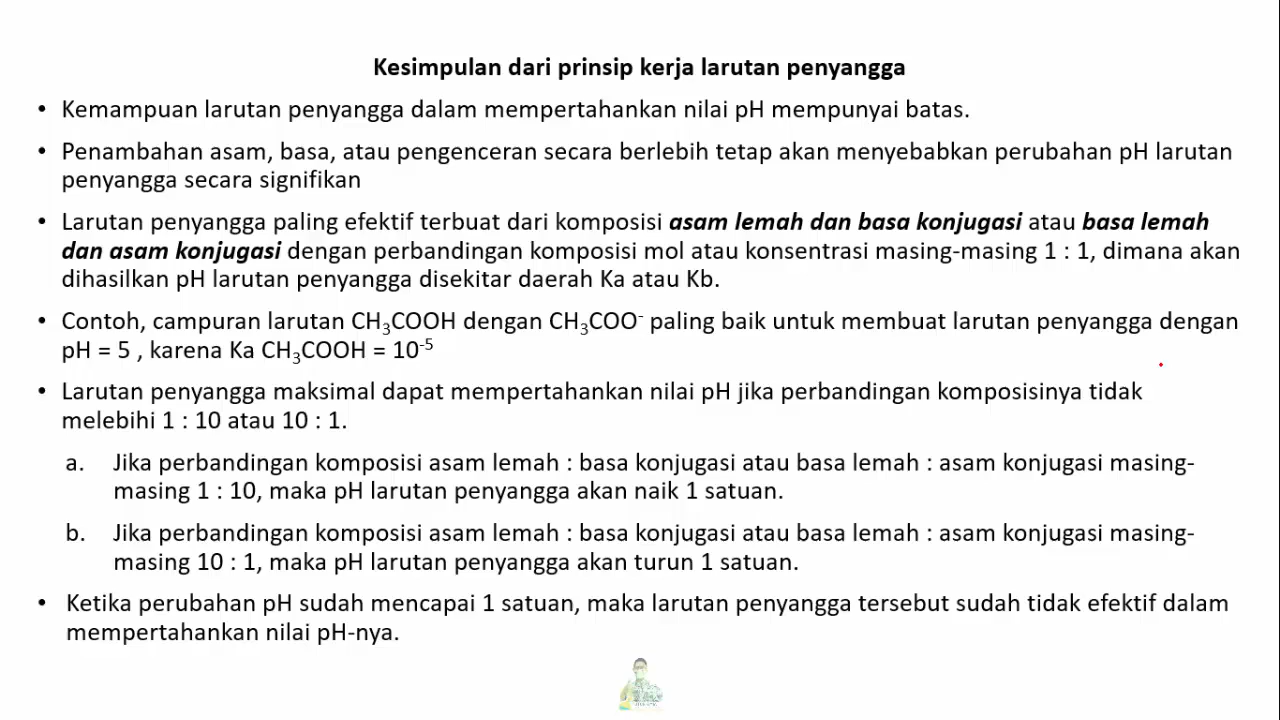 Kesimpulan dari prinsip kerja larutan penyangga
• Kemampuan larutan penyangga dalam mempertahankan nilai pH mempunyai batas.
• Penambahan asam, basa, atau pengenceran secara berlebih tetap akan menyebabkan perubahan pH larutan
penyangga secara signifikan
• Larutan penyangga paling efektif terbuat dari komposisi asam lemah dan basa konjugasi atau basa lemah
dan asam konjugasi dengan perbandingan komposisi mol atau konsentrasi masing-masing 1 : 1, dimana akan
dihasilkan pH larutan penyangga disekitar daerah Ka atau Kb.
• Contoh, campuran larutan CH₃COOH dengan CH₃COO⁻ paling baik untuk membuat larutan penyangga dengan
pH = 5 , karena Ka CH₃COOH = 10⁻⁵
• Larutan penyangga maksimal dapat mempertahankan nilai pH jika perbandingan komposisinya tidak
melebihi 1 : 10 atau 10 : 1.
a. Jika perbandingan komposisi asam lemah : basa konjugasi atau basa lemah : asam konjugasi masing-
masing 1 : 10, maka pH larutan penyangga akan naik 1 satuan.
b. Jika perbandingan komposisi asam lemah : basa konjugasi atau basa lemah : asam konjugasi masing-
masing 10 : 1, maka pH larutan penyangga akan turun 1 satuan.
• Ketika perubahan pH sudah mencapai 1 satuan, maka larutan penyangga tersebut sudah tidak efektif dalam
mempertahankan nilai pH-nya.